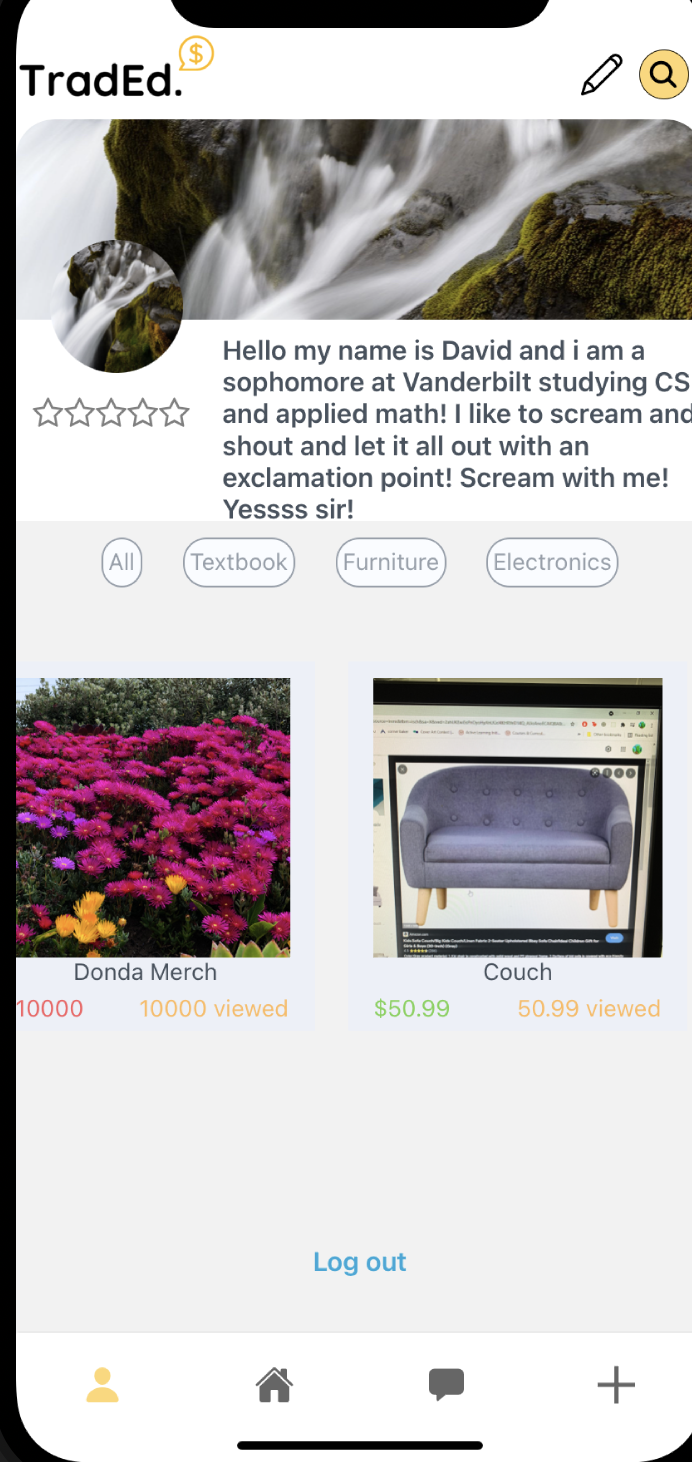 TradEd.
$
Hello my name is David and i am a
sophomore at Vanderbilt studying CS
and applied math! I like to scream and
shout and let it all out with an
exclamation point! Scream with me!
Yessss sir!
All
Textbook
Furniture
Electronics
Donda Merch
Couch
10000
10000 viewed
$50.99
50.99 viewed
Log out